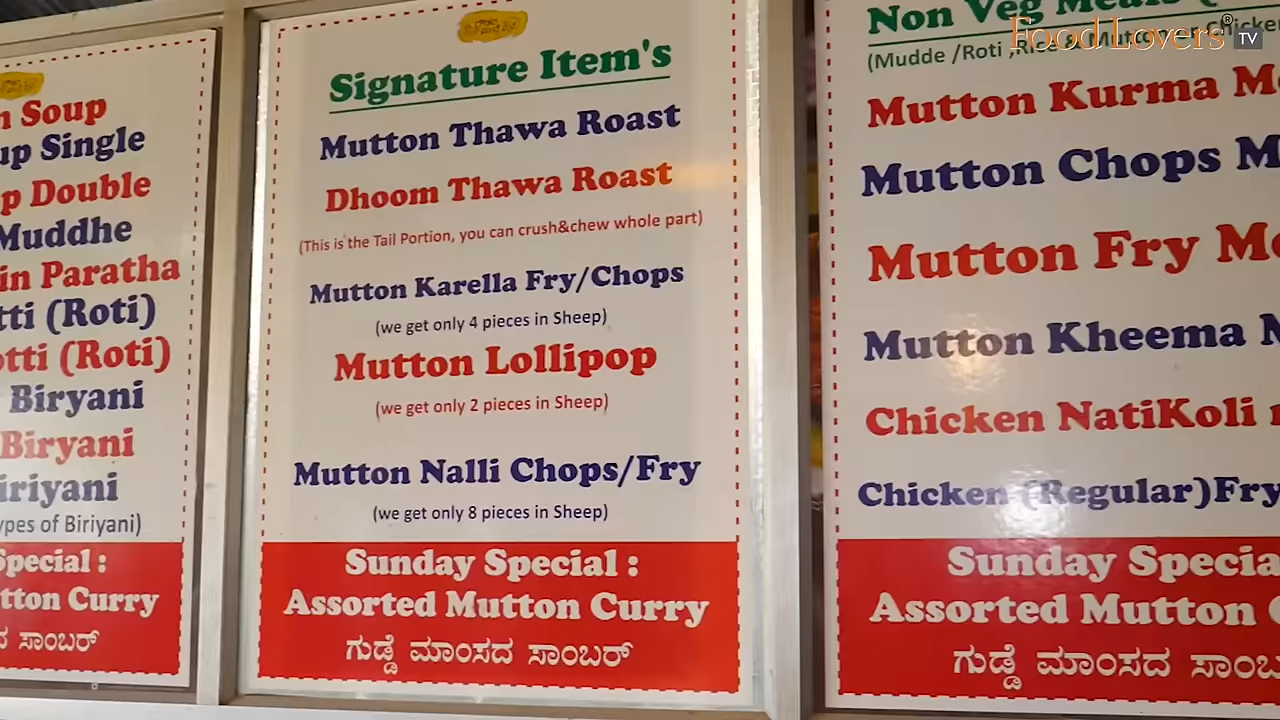 Soup
up Single
p Double
Muddhe
in Paratha
tti (Roti)
otti (Roti)
Biryani
Biryani
iriyani
ypes of Biriyani)
Special :
tton Curry
ಸಾಂಬರ್
Signature Item's
Mutton Thawa Roast
Dhoom Thawa Roast
(This is the Tail Portion, you can crush&chew whole part)
Mutton Karella Fry/Chops
(we get only 4 pieces in Sheep)
Mutton Lollipop
(we get only 2 pieces in Sheep)
Mutton Nalli Chops/Fry
(we get only 8 pieces in Sheep)
Sunday Special :
Assorted Mutton Curry
ಗುಡ್ಡೆ ಮಾಂಸದ ಸಾಂಬರ್
Non Veg Meals
FoodLovers® TV
(Mudde /Roti ,Rice & Mutton or Chicken
Mutton Kurma M
Mutton Chops M
Mutton Fry Me
Mutton Kheema
Chicken NatiKoli
Chicken (Regular)Fry
Sunday Specia
Assorted Mutton
ಗುಡ್ಡೆ ಮಾಂಸದ ಸಾಂಬ